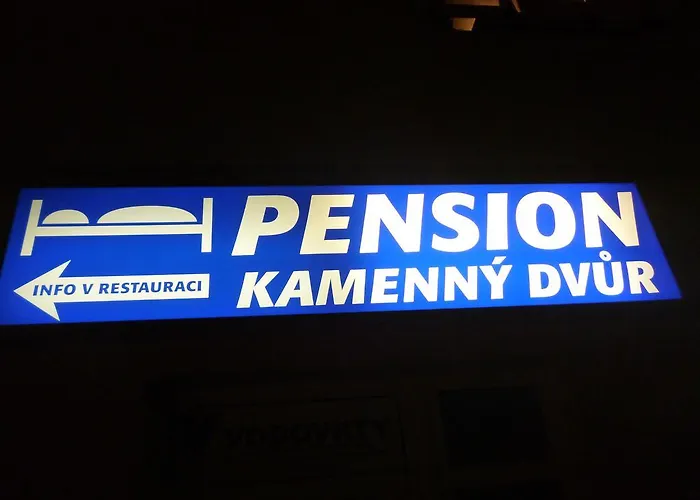 PENSION
KAMENNÝ DVŮR
INFO V RESTAURACI